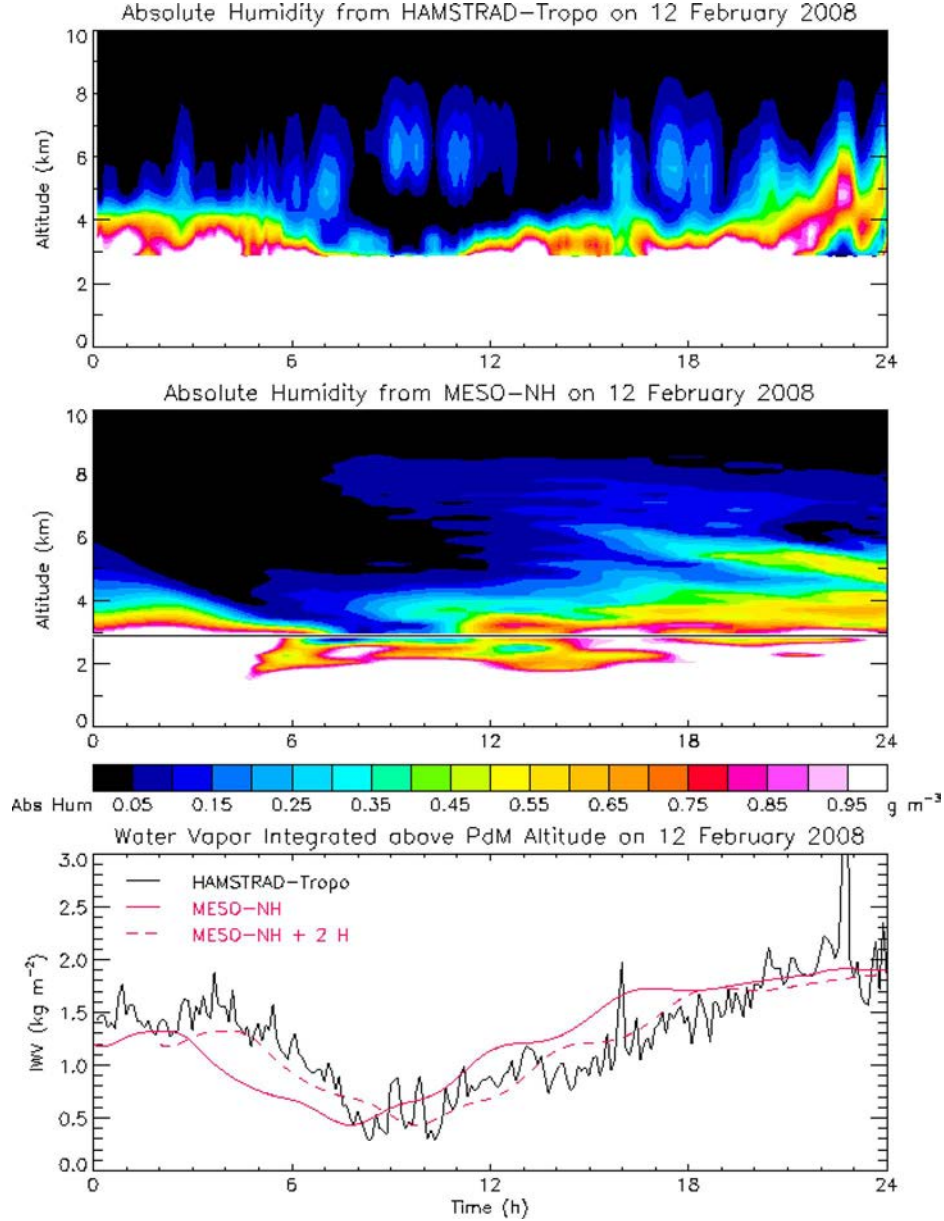 Absolute Humidity from HAMSTRAD-Tropo on 12 February 2008
10
8
6
4
2
0
Altitude (km)
0 6 12 18 24
Absolute Humidity from MESO-NH on 12 February 2008
10
8
6
4
2
0
Altitude (km)
0 6 12 18 24
Abs Hum 0.05 0.15 0.25 0.35 0.45 0.55 0.65 0.75 0.85 0.95 g m⁻³
Water Vapor Integrated above PdM Altitude on 12 February 2008
3.0
2.5
2.0
1.5
1.0
0.5
0.0
IWV (kg m⁻²)
HAMSTRAD-Tropo
MESO-NH
MESO-NH + 2 H
0 6 12 18 24
Time (h)